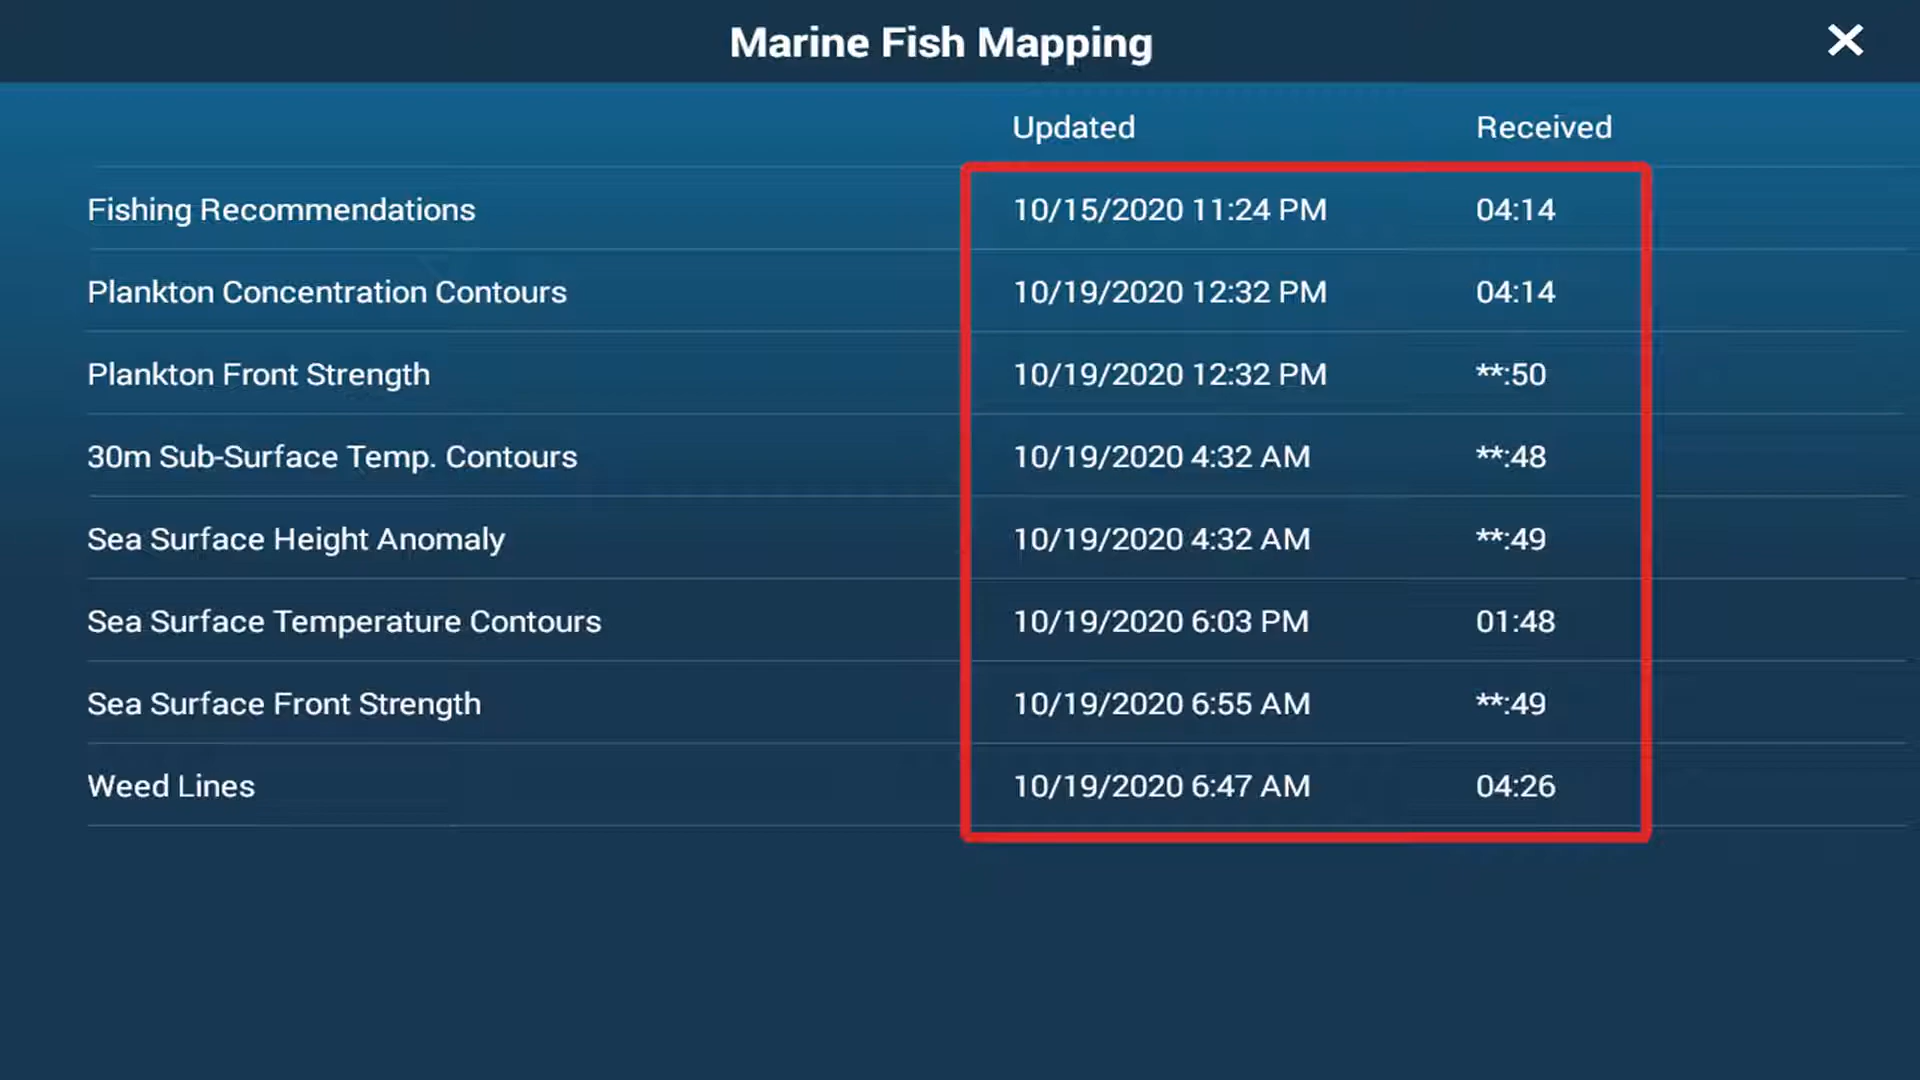 Marine Fish Mapping
Updated Received
Fishing Recommendations 10/15/2020 11:24 PM 04:14
Plankton Concentration Contours 10/19/2020 12:32 PM 04:14
Plankton Front Strength 10/19/2020 12:32 PM **:50
30m Sub-Surface Temp. Contours 10/19/2020 4:32 AM **:48
Sea Surface Height Anomaly 10/19/2020 4:32 AM **:49
Sea Surface Temperature Contours 10/19/2020 6:03 PM 01:48
Sea Surface Front Strength 10/19/2020 6:55 AM **:49
Weed Lines 10/19/2020 6:47 AM 04:26